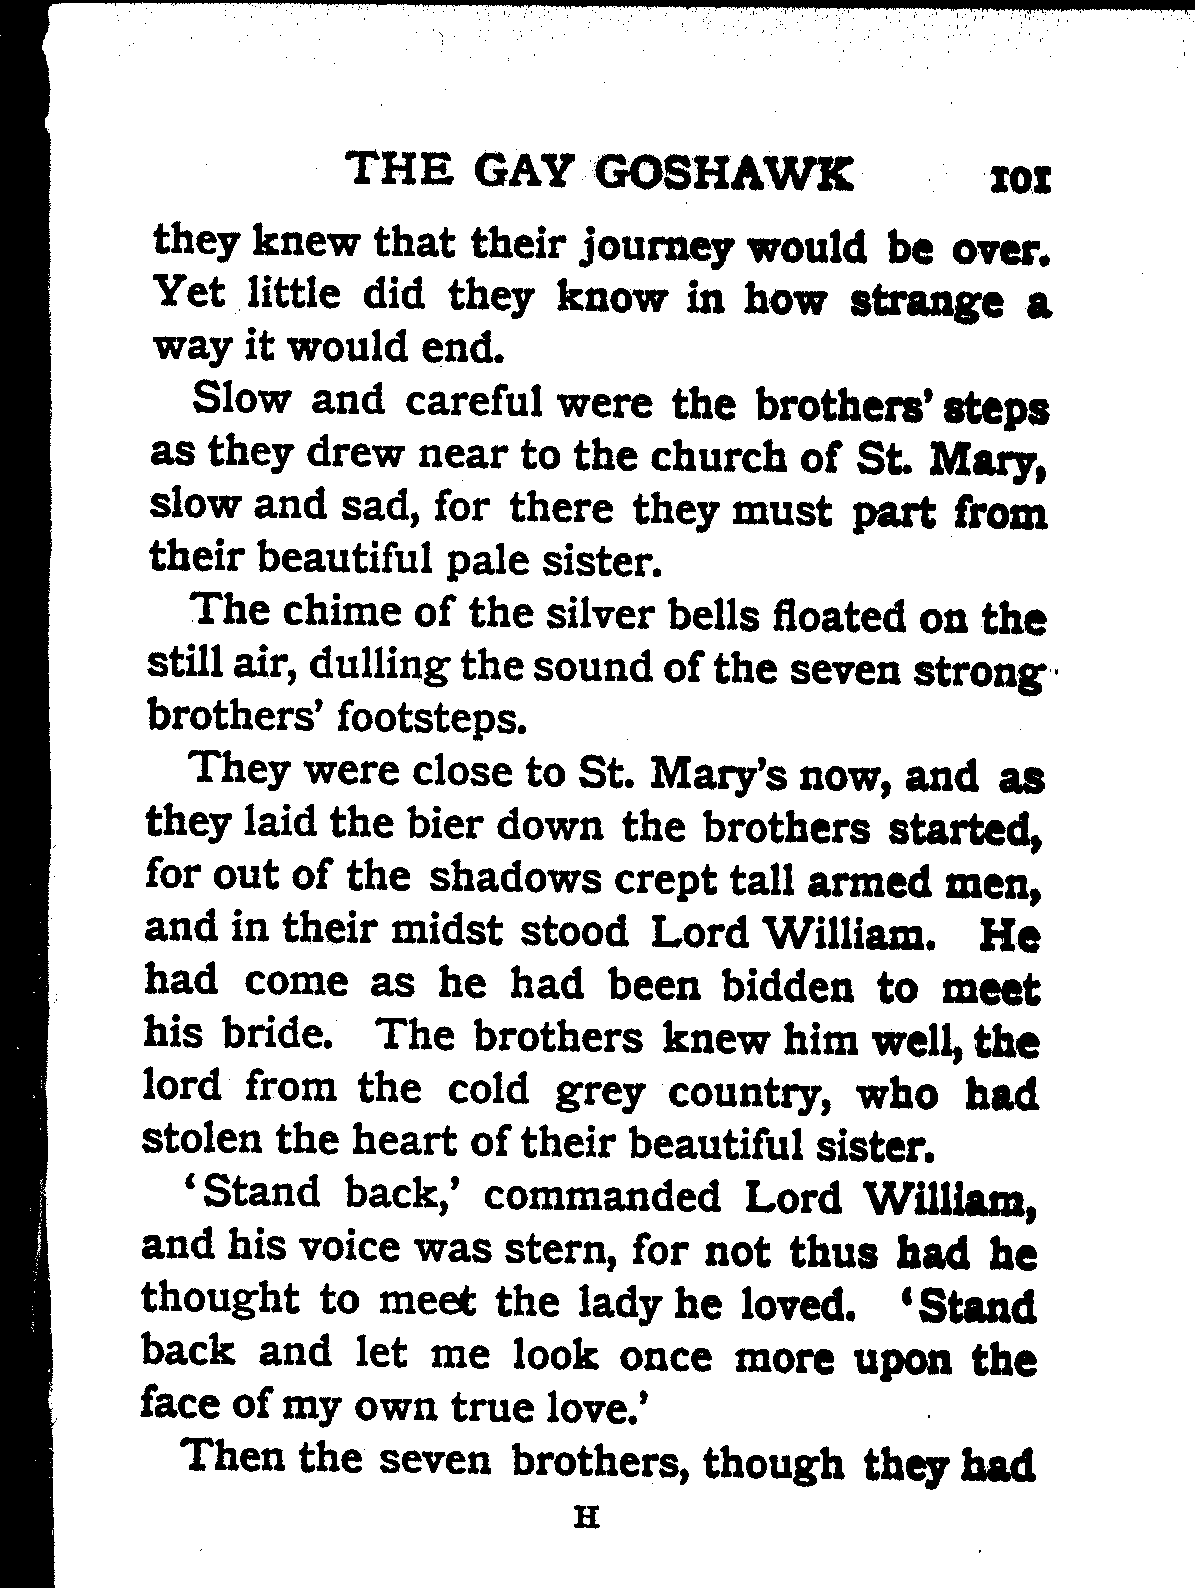 THE GAY GOSHAWK 101
they knew that their journey would be over.
Yet little did they know in how strange a
way it would end.
Slow and careful were the brothers' steps
as they drew near to the church of St. Mary,
slow and sad, for there they must part from
their beautiful pale sister.
The chime of the silver bells floated on the
still air, dulling the sound of the seven strong
brothers' footsteps.
They were close to St. Mary's now, and as
they laid the bier down the brothers started,
for out of the shadows crept tall armed men,
and in their midst stood Lord William. He
had come as he had been bidden to meet
his bride. The brothers knew him well, the
lord from the cold grey country, who had
stolen the heart of their beautiful sister.
'Stand back,' commanded Lord William,
and his voice was stern, for not thus had he
thought to meet the lady he loved. 'Stand
back and let me look once more upon the
face of my own true love.'
Then the seven brothers, though they had
H